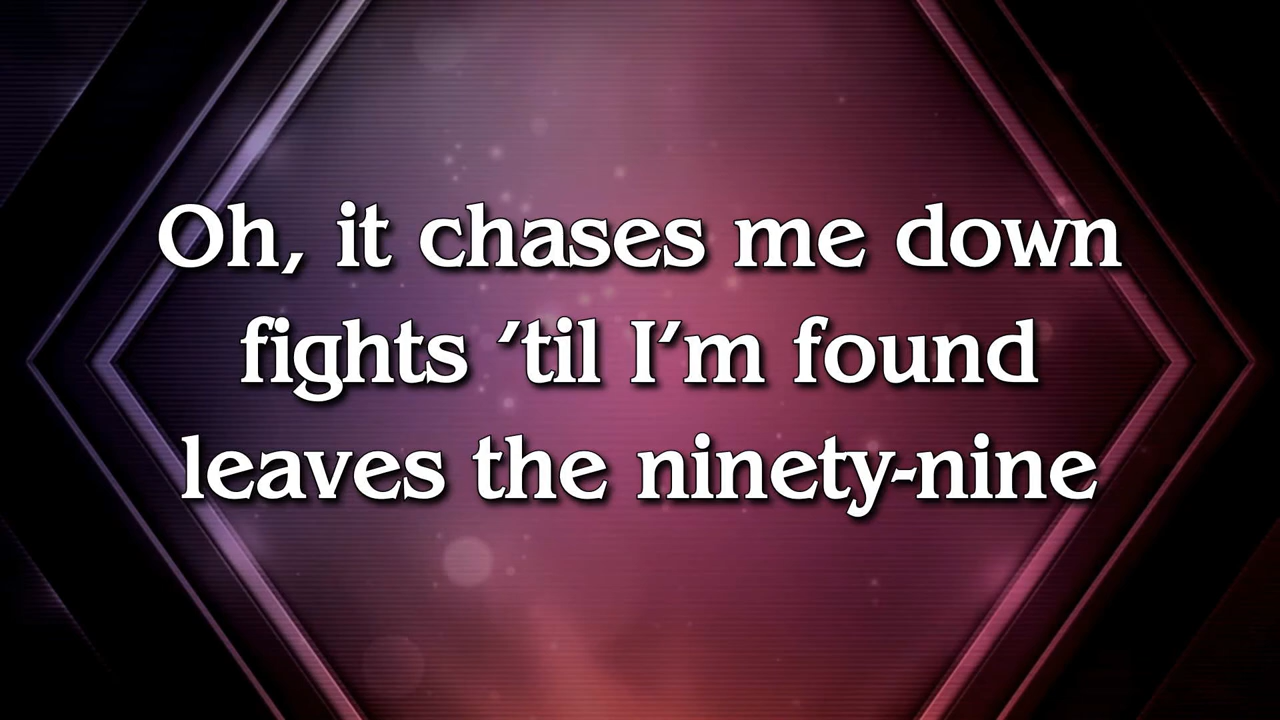 Oh, it chases me down
fights ’til I’m found
leaves the ninety-nine